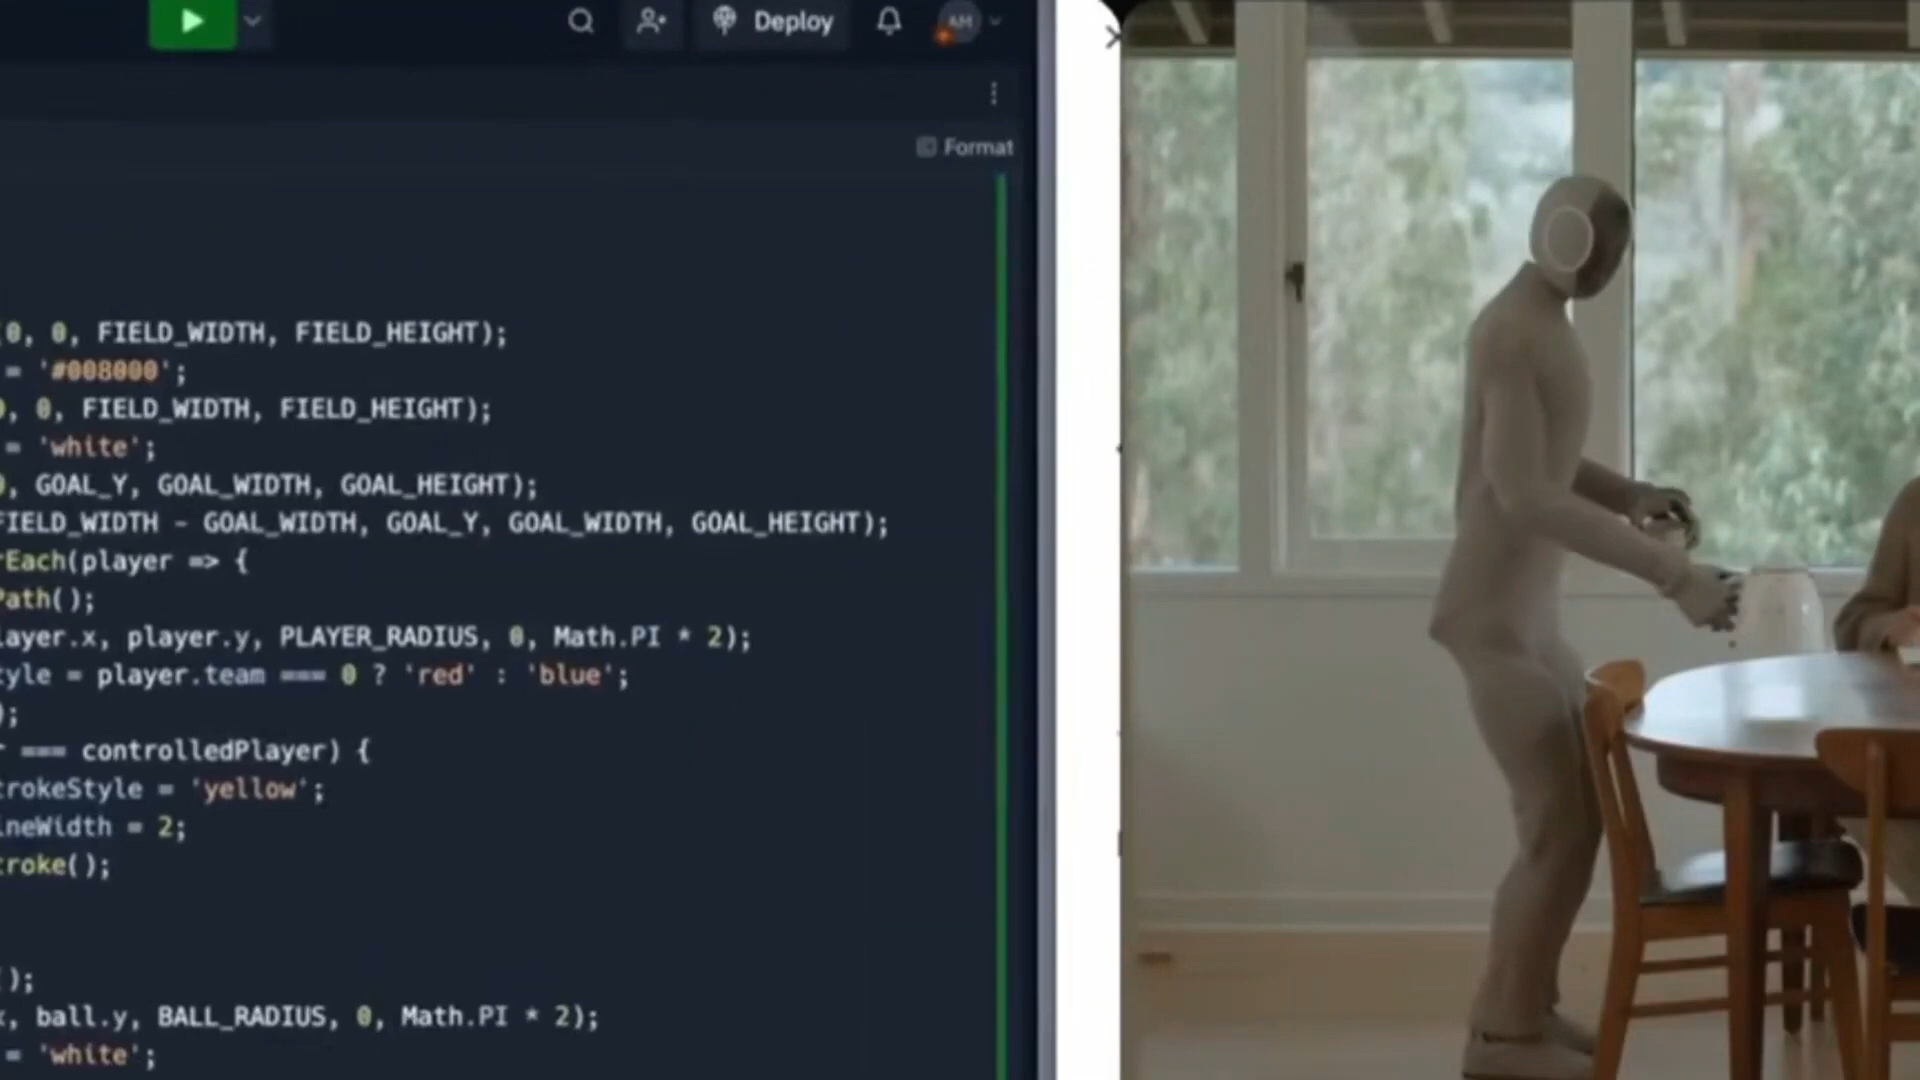 Deploy
AM
Format
0, 0, FIELD_WIDTH, FIELD_HEIGHT);
= '#008000';
, 0, FIELD_WIDTH, FIELD_HEIGHT);
= 'white';
, GOAL_Y, GOAL_WIDTH, GOAL_HEIGHT);
FIELD_WIDTH - GOAL_WIDTH, GOAL_Y, GOAL_WIDTH, GOAL_HEIGHT);
rEach(player => {
Path();
layer.x, player.y, PLAYER_RADIUS, 0, Math.PI * 2);
tyle = player.team === 0 ? 'red' : 'blue';
);
r === controlledPlayer) {
trokeStyle = 'yellow';
ineWidth = 2;
troke();
();
, ball.y, BALL_RADIUS, 0, Math.PI * 2);
= 'white';